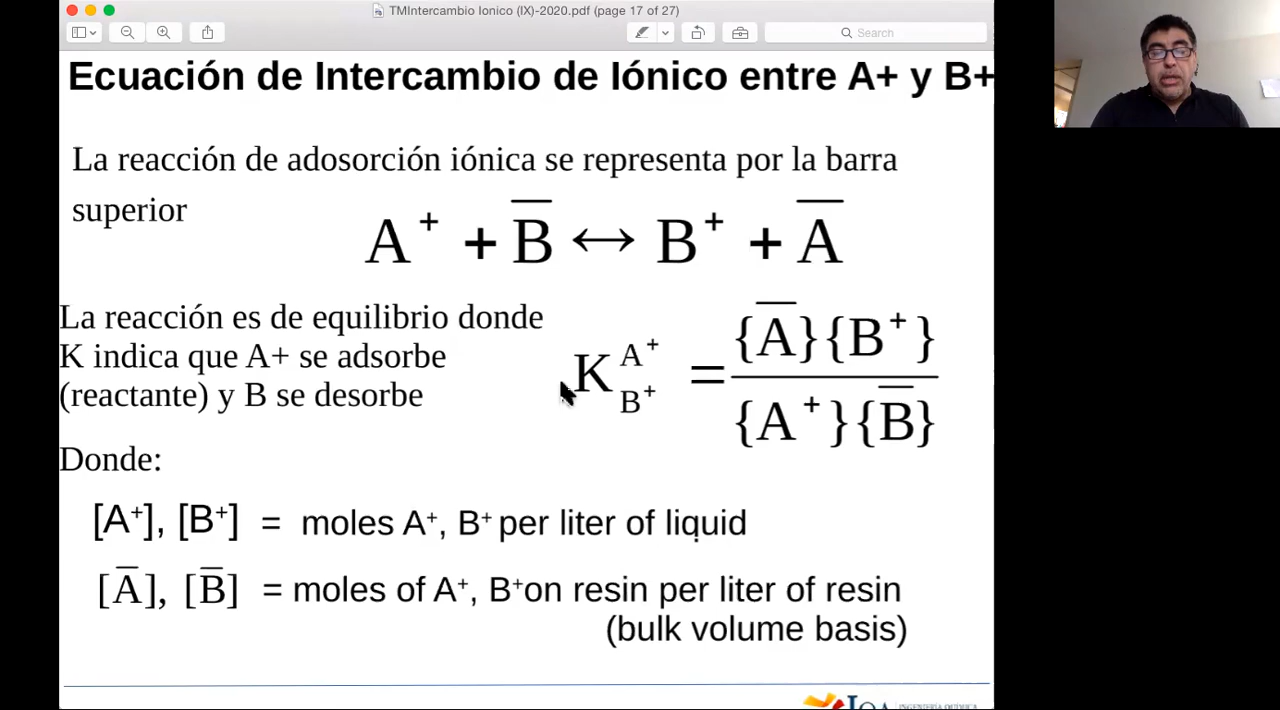 TMIntercambio Ionico (IX)-2020.pdf (page 17 of 27)
Search
Ecuación de Intercambio de Iónico entre A+ y B+
La reacción de adosorción iónica se representa por la barra
superior
A⁺ + B̅ ↔ B⁺ + A̅
La reacción es de equilibrio donde
K indica que A+ se adsorbe
(reactante) y B se desorbe
K A⁺ B⁺ = {A̅}{B⁺} / {A⁺}{B̅}
Donde:
[A⁺], [B⁺] = moles A⁺, B⁺ per liter of liquid
[A̅], [B̅] = moles of A⁺, B⁺on resin per liter of resin
(bulk volume basis)